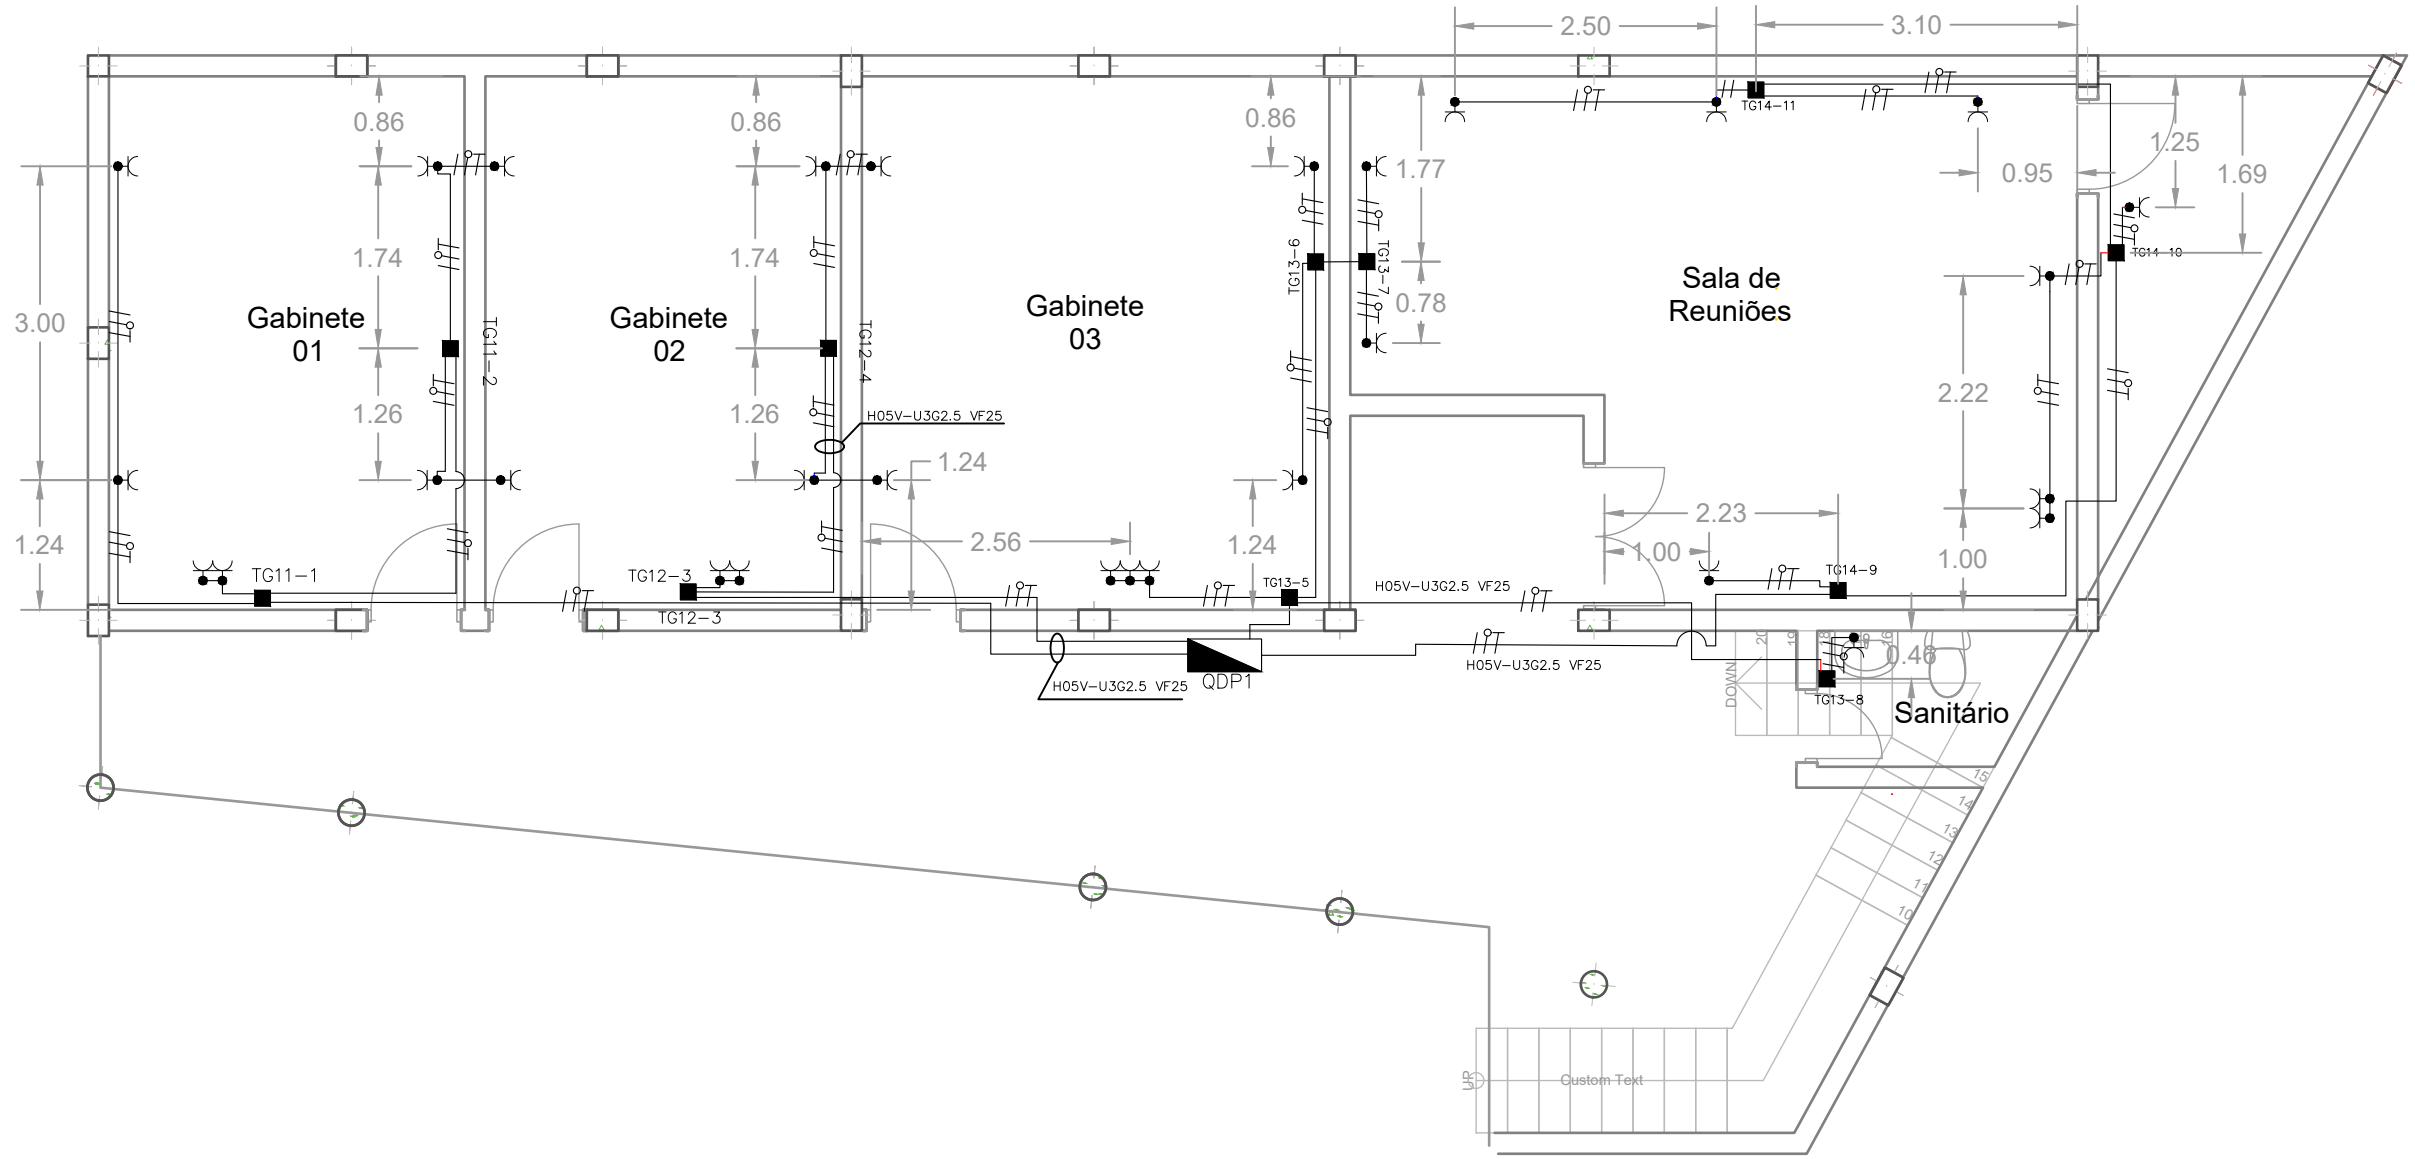 2.50
3.10
0.86
0.86
0.86
TG14-11
1.77
1.25
0.95
1.69
1.74
1.74
TG13-6
TG13-7
TG14-10
Sala de
Reuniões
0.78
3.00
Gabinete
01
Gabinete
02
Gabinete
03
TG11-2
TG12-4
2.22
1.26
1.26
H05V-U3G2.5 VF25
1.24
2.23
1.24
2.56
1.24
1.00
1.00
TG11-1
TG12-3
TG13-5
H05V-U3G2.5 VF25
TG14-9
TG12-3
20
19
18
16
0.46
H05V-U3G2.5 VF25
H05V-U3G2.5 VF25
QDP1
DOWN
TG13-8
Sanitário
15
14
13
12
11
10
UP
Custom Text